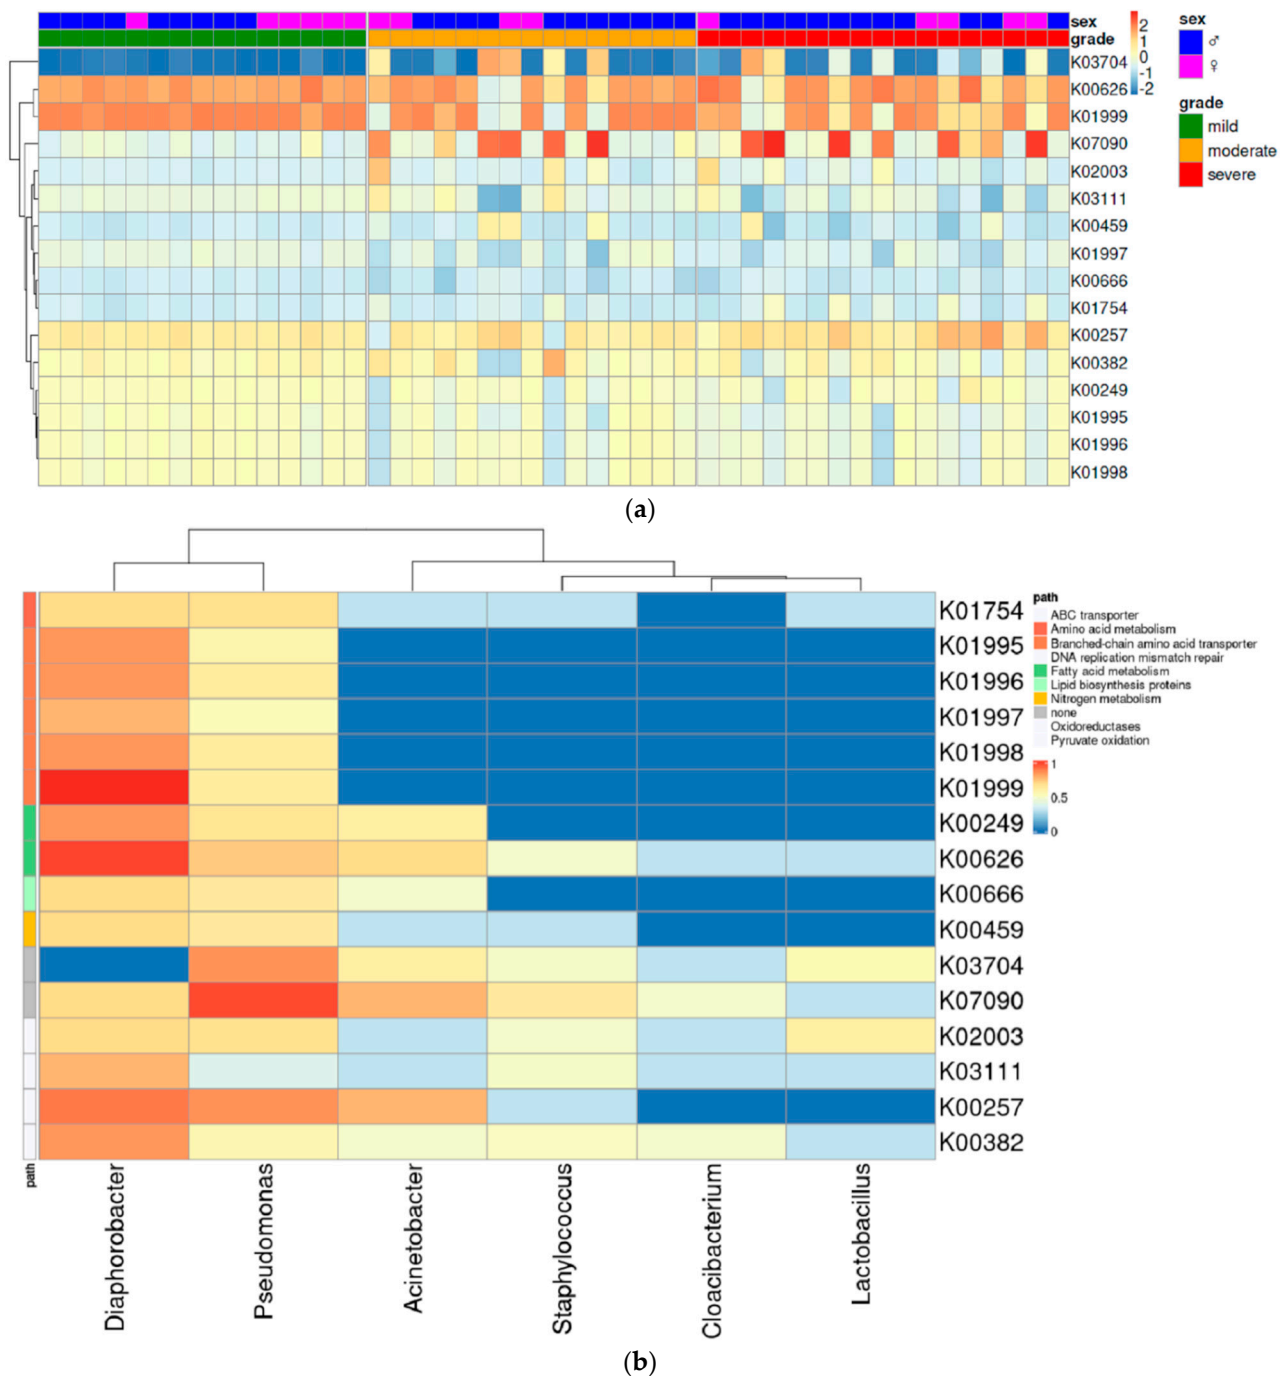 sex
grade
K03704
K00626
K01999
K07090
K02003
K03111
K00459
K01997
K00666
K01754
K00257
K00382
K00249
K01995
K01996
K01998
2
1
0
-1
-2
sex
♂
♀
grade
mild
moderate
severe
(a)
K01754
K01995
K01996
K01997
K01998
K01999
K00249
K00626
K00666
K00459
K03704
K07090
K02003
K03111
K00257
K00382
path
Diaphorobacter
Pseudomonas
Acinetobacter
Staphylococcus
Cloacibacterium
Lactobacillus
path
ABC transporter
Amino acid metabolism
Branched-chain amino acid transporter
DNA replication mismatch repair
Fatty acid metabolism
Lipid biosynthesis proteins
Nitrogen metabolism
none
Oxidoreductases
Pyruvate oxidation
1
0.5
0
(b)